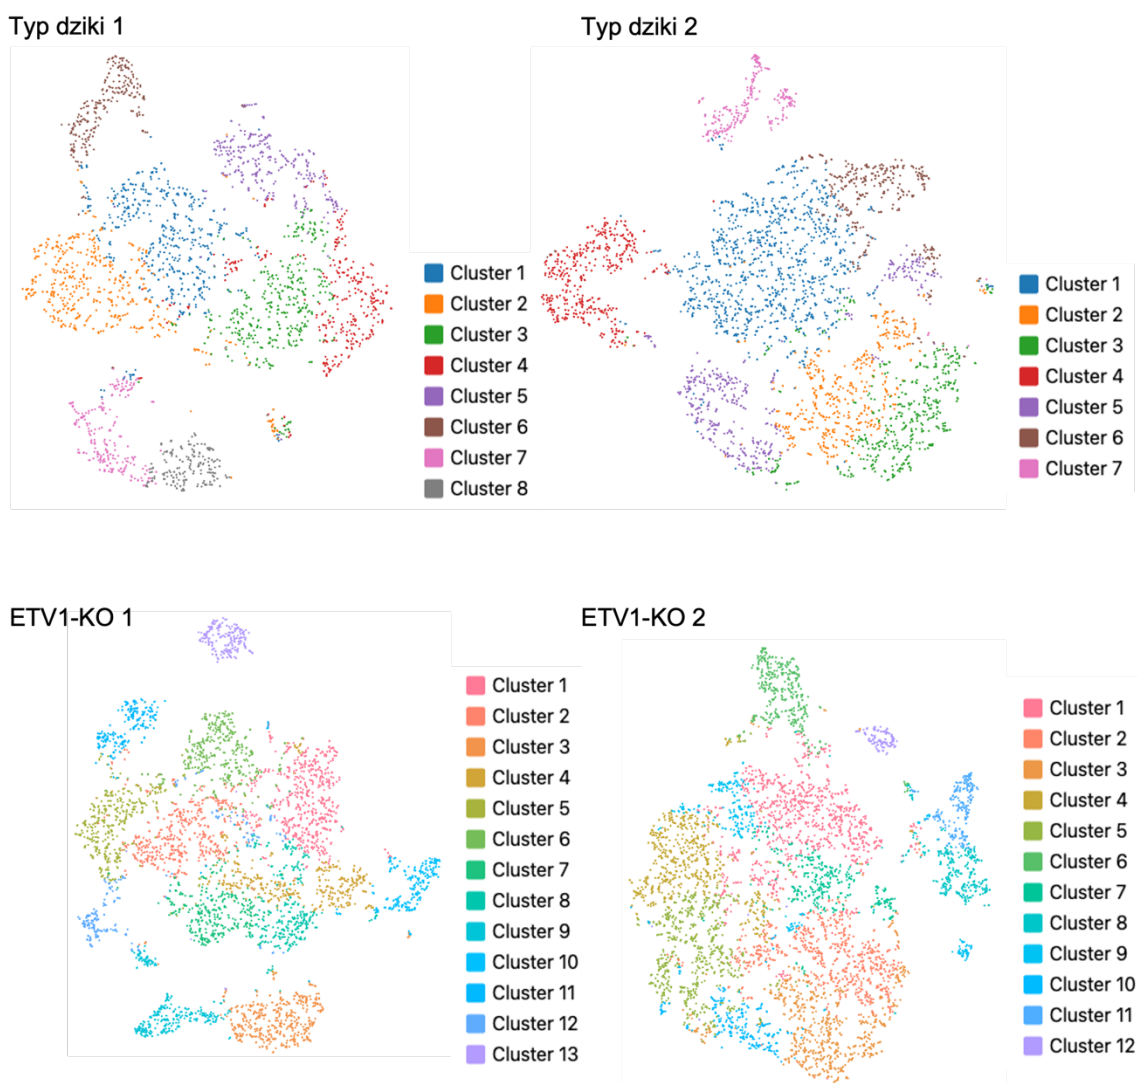 Typ dziki 1
Cluster 1
Cluster 2
Cluster 3
Cluster 4
Cluster 5
Cluster 6
Cluster 7
Cluster 8
Typ dziki 2
Cluster 1
Cluster 2
Cluster 3
Cluster 4
Cluster 5
Cluster 6
Cluster 7
ETV1-KO 1
Cluster 1
Cluster 2
Cluster 3
Cluster 4
Cluster 5
Cluster 6
Cluster 7
Cluster 8
Cluster 9
Cluster 10
Cluster 11
Cluster 12
Cluster 13
ETV1-KO 2
Cluster 1
Cluster 2
Cluster 3
Cluster 4
Cluster 5
Cluster 6
Cluster 7
Cluster 8
Cluster 9
Cluster 10
Cluster 11
Cluster 12